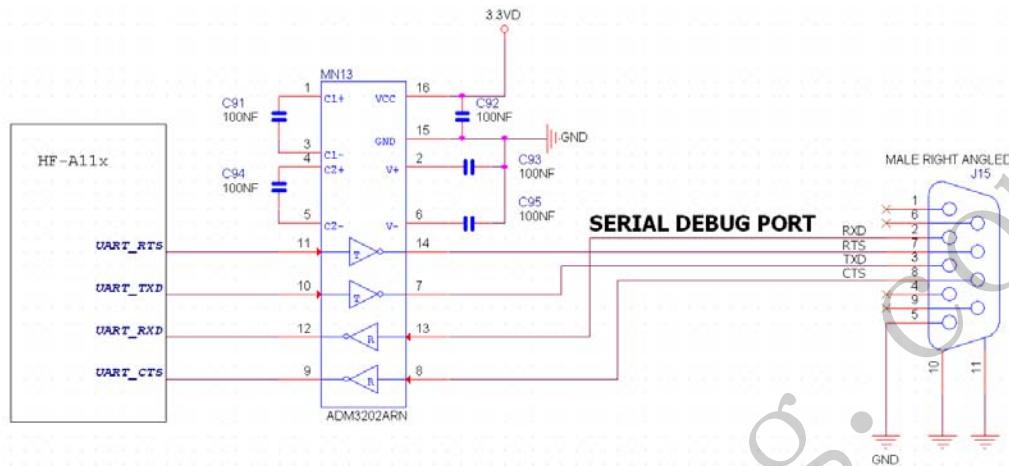 3.3VD
MN13
1
C1+
VCC
16
C91
100NF
C92
100NF
3
C1-
GND
15
GND
4
C2+
V+
2
C93
100NF
C94
100NF
5
C2-
V-
6
C95
100NF
HF-A11x
UART_RTS
11
T
14
UART_TXD
10
T
7
UART_RXD
12
R
13
UART_CTS
9
R
8
ADM3202ARN
SERIAL DEBUG PORT
MALE RIGHT ANGLED
J15
1
6
RXD
2
RTS
7
TXD
3
CTS
8
4
9
5
10
11
GND